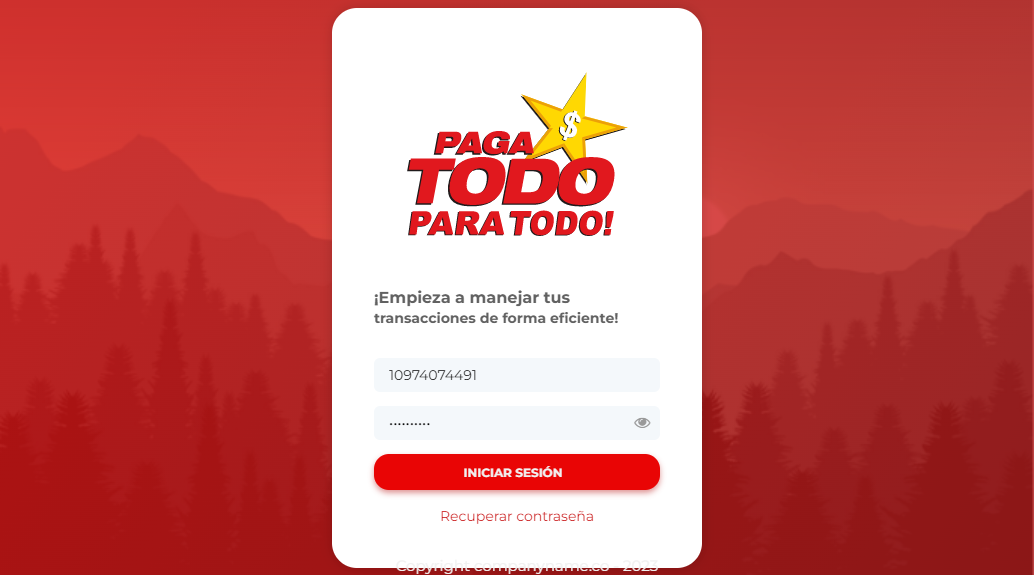 $
PAGA
TODO
PARA TODO!
¡Empieza a manejar tus
transacciones de forma eficiente!
10974074491
••••••••••
INICIAR SESIÓN
Recuperar contraseña
Copyright companyname.co - 2023